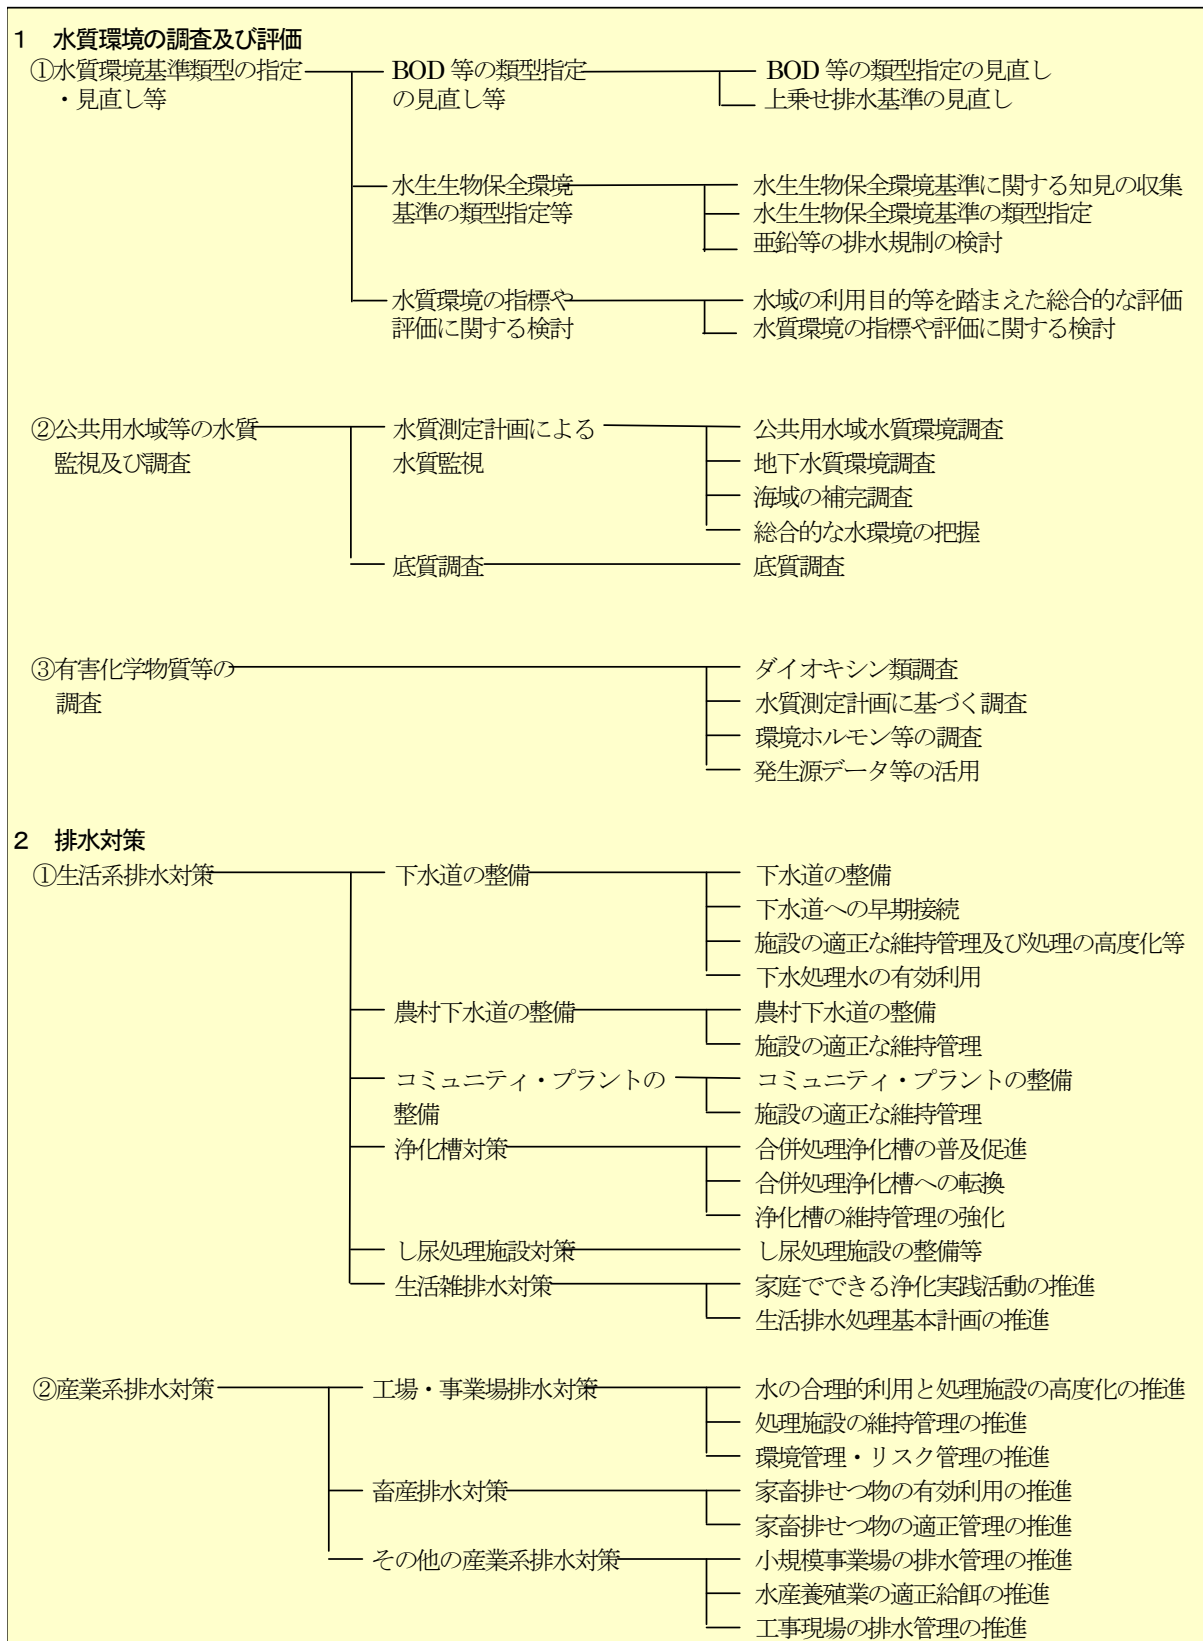 1 水質環境の調査及び評価
①水質環境基準類型の指定 BOD 等の類型指定 BOD 等の類型指定の見直し
・見直し等 の見直し等 上乗せ排水基準の見直し
水生生物保全環境 水生生物保全環境基準に関する知見の収集
基準の類型指定等 水生生物保全環境基準の類型指定
亜鉛等の排水規制の検討
水質環境の指標や 水域の利用目的等を踏まえた総合的な評価
評価に関する検討 水質環境の指標や評価に関する検討
②公共用水域等の水質 水質測定計画による 公共用水域水質環境調査
監視及び調査 水質監視 地下水質環境調査
海域の補完調査
総合的な水環境の把握
底質調査 底質調査
③有害化学物質等の ダイオキシン類調査
調査 水質測定計画に基づく調査
環境ホルモン等の調査
発生源データ等の活用
2 排水対策
①生活系排水対策 下水道の整備 下水道の整備
下水道への早期接続
施設の適正な維持管理及び処理の高度化等
下水処理水の有効利用
農村下水道の整備 農村下水道の整備
施設の適正な維持管理
コミュニティ・プラントの コミュニティ・プラントの整備
整備 施設の適正な維持管理
浄化槽対策 合併処理浄化槽の普及促進
合併処理浄化槽への転換
浄化槽の維持管理の強化
し尿処理施設対策 し尿処理施設の整備等
生活雑排水対策 家庭でできる浄化実践活動の推進
生活排水処理基本計画の推進
②産業系排水対策 工場・事業場排水対策 水の合理的利用と処理施設の高度化の推進
処理施設の維持管理の推進
環境管理・リスク管理の推進
畜産排水対策 家畜排せつ物の有効利用の推進
家畜排せつ物の適正管理の推進
その他の産業系排水対策 小規模事業場の排水管理の推進
水産養殖業の適正給餌の推進
工事現場の排水管理の推進